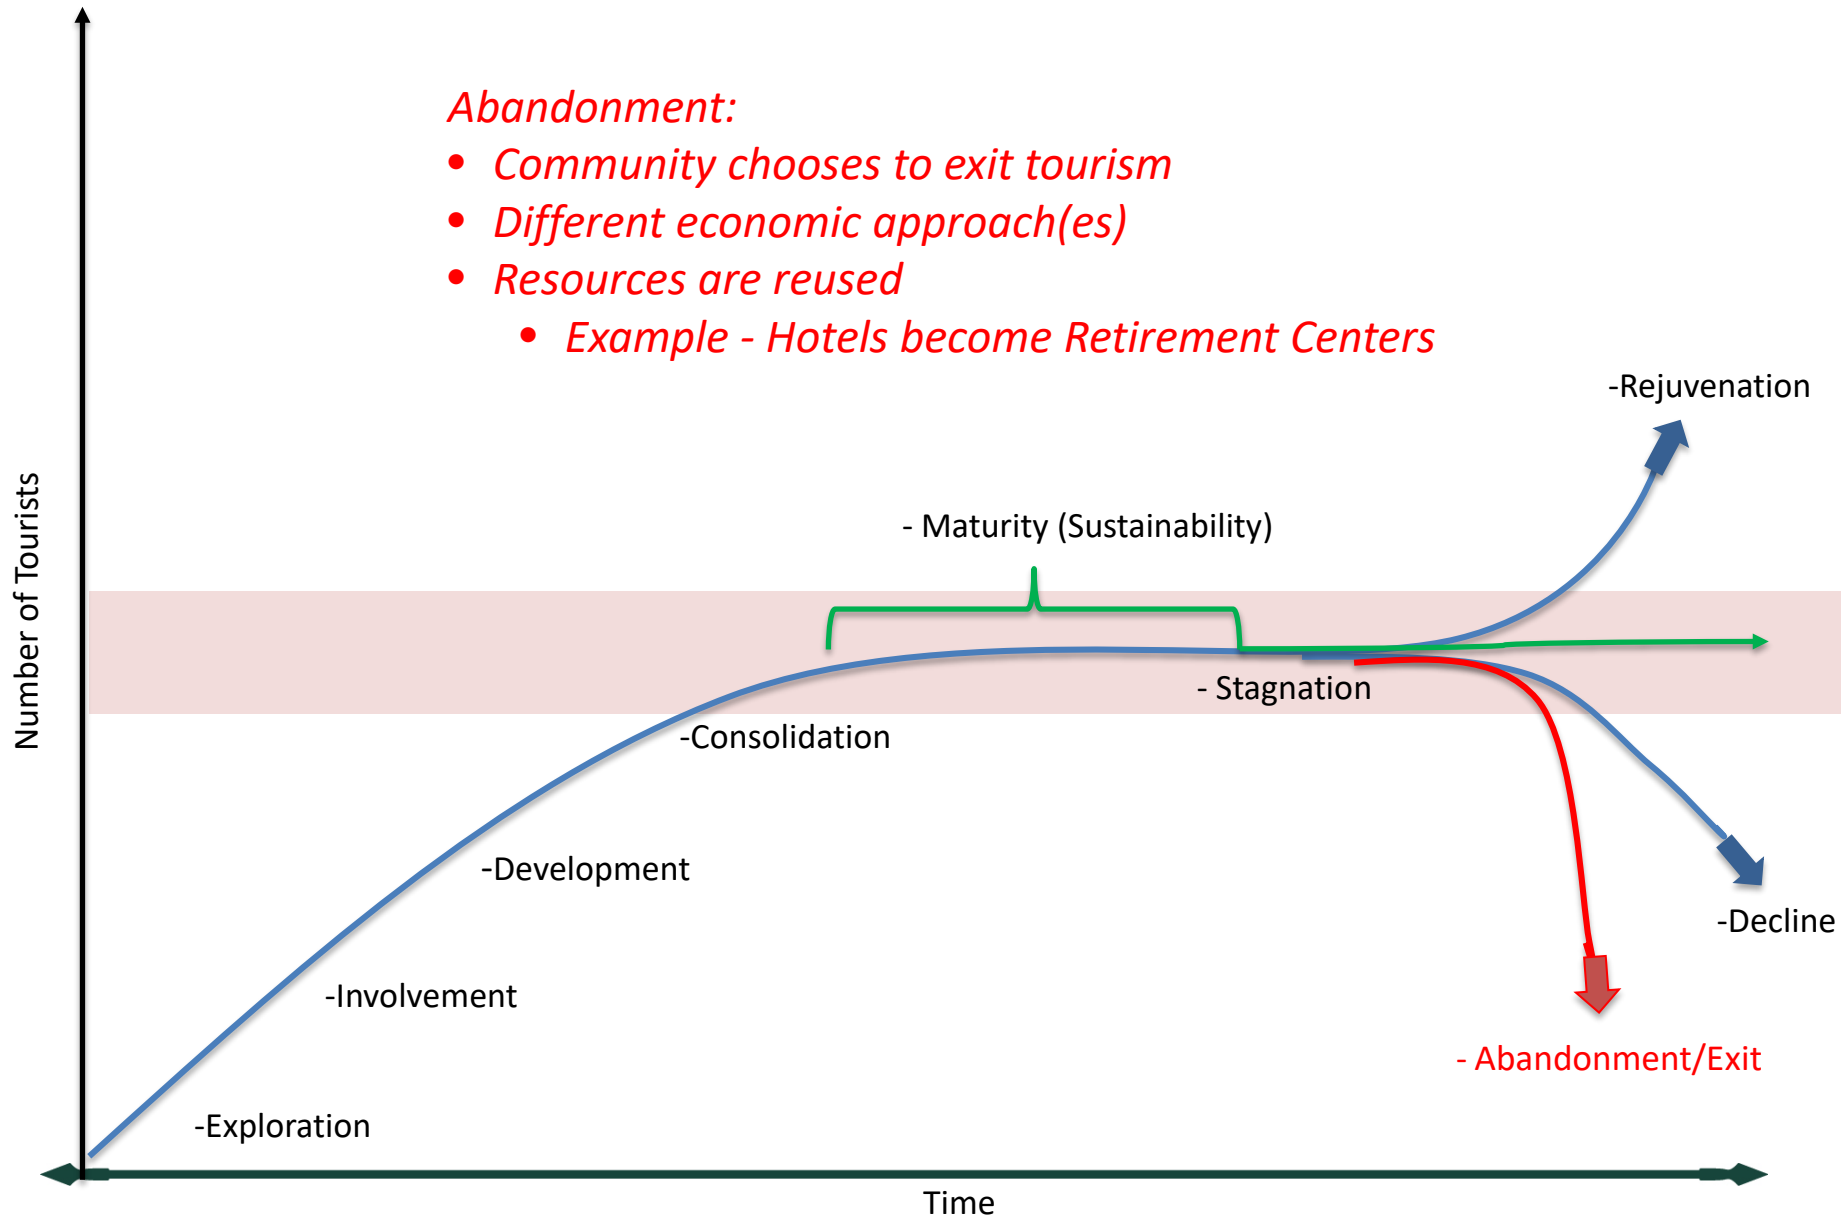 Abandonment:
• Community chooses to exit tourism
• Different economic approach(es)
• Resources are reused
• Example - Hotels become Retirement Centers
-Rejuvenation
- Maturity (Sustainability)
Number of Tourists
- Stagnation
-Consolidation
-Development
-Decline
-Involvement
- Abandonment/Exit
-Exploration
Time